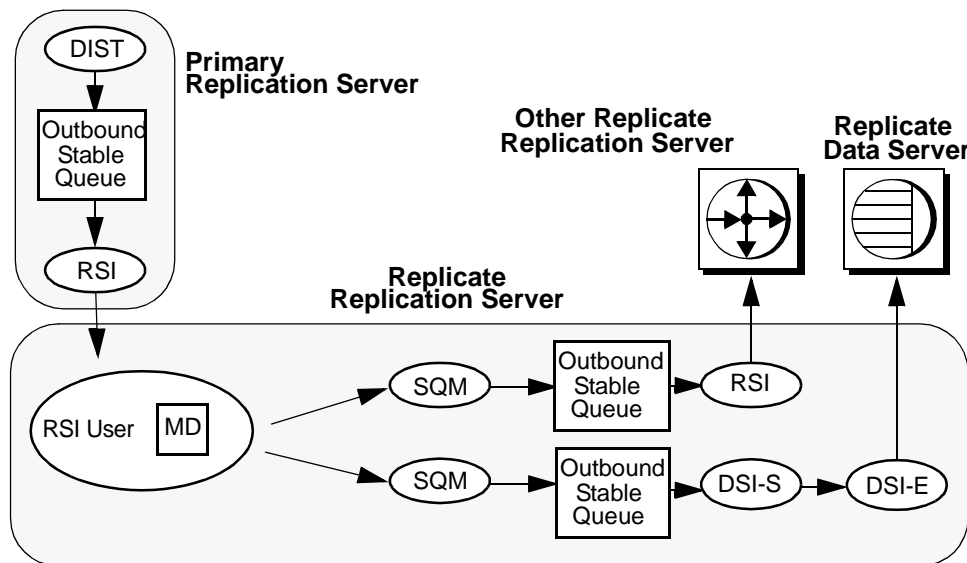 DIST
Primary
Replication Server
Outbound
Stable
Queue
RSI
Other Replicate
Replication Server
Replicate
Data Server
Replicate
Replication Server
RSI User
MD
SQM
Outbound
Stable
Queue
RSI
SQM
Outbound
Stable
Queue
DSI-S
DSI-E